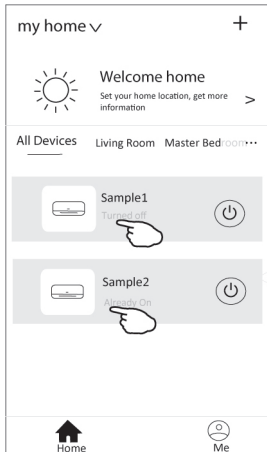 my home
Welcome home
Set your home location, get more
information
All Devices Living Room Master Bedroom
Sample1
Turned off
Sample2
Already On
Home Me